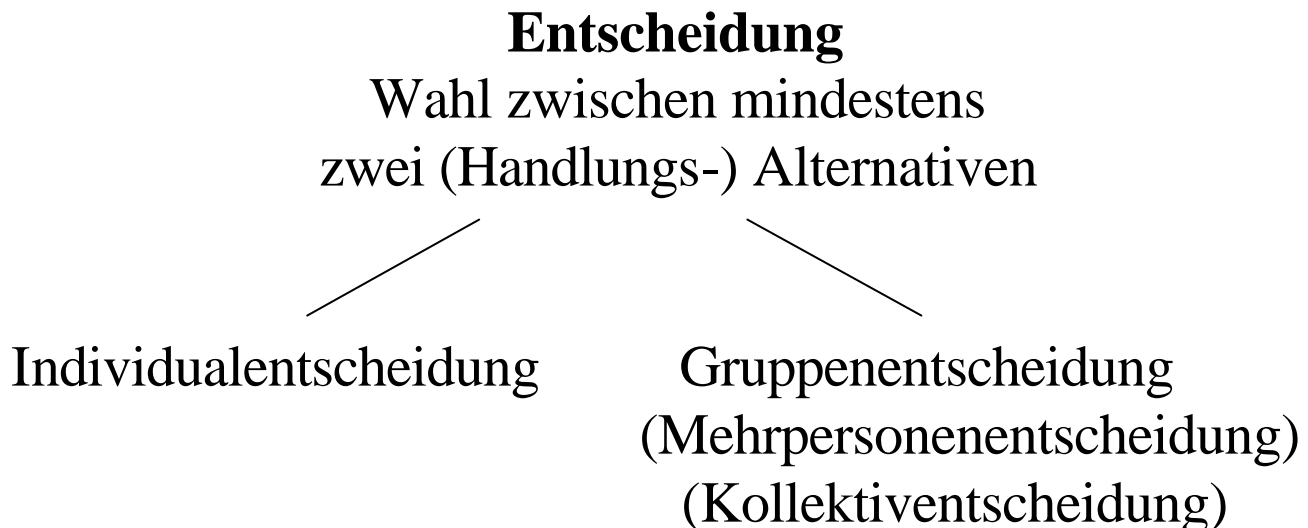 Entscheidung
Wahl zwischen mindestens
zwei (Handlungs-) Alternativen
Individualentscheidung
Gruppenentscheidung
(Mehrpersonenentscheidung)
(Kollektiventscheidung)